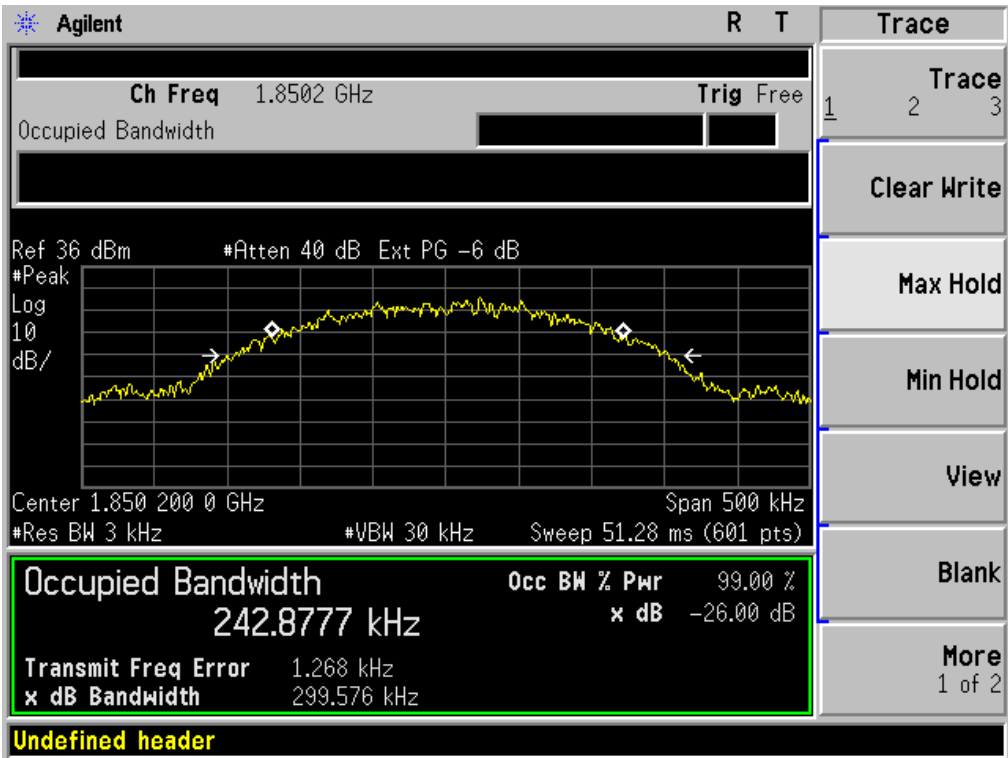 Agilent R T
Trace
Ch Freq 1.8502 GHz Trig Free
Occupied Bandwidth
Trace
1 2 3
Clear Write
Max Hold
Min Hold
View
Blank
More
1 of 2
Ref 36 dBm #Atten 40 dB Ext PG -6 dB
#Peak
Log
10
dB/
Center 1.850 200 0 GHz Span 500 kHz
#Res BW 3 kHz #VBW 30 kHz Sweep 51.28 ms (601 pts)
Occupied Bandwidth Occ BW % Pwr 99.00 %
242.8777 kHz x dB -26.00 dB
Transmit Freq Error 1.268 kHz
x dB Bandwidth 299.576 kHz
Undefined header